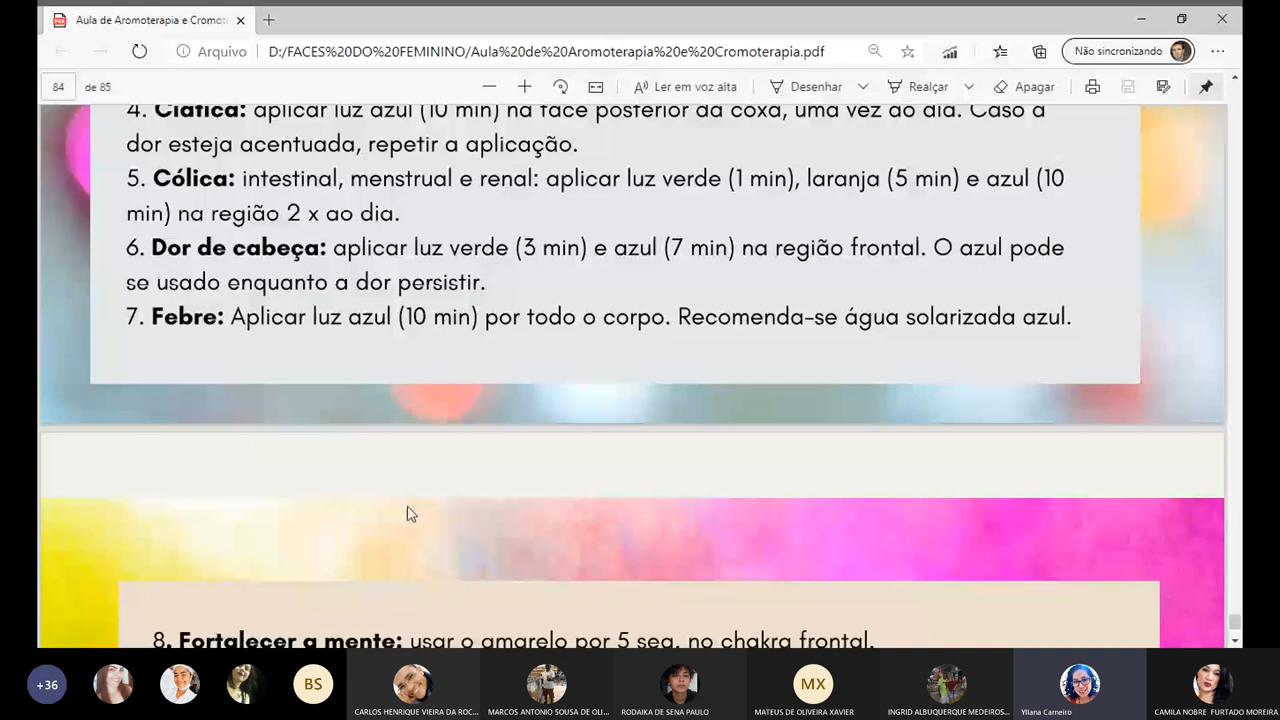 Aula de Aromoterapia e Cromot
Arquivo
D:/FACES%20DO%20FEMININO/Aula%20de%20Aromoterapia%20e%20Cromoterapia.pdf
Não sincronizando
84 de 85
Ler em voz alta
Desenhar
Realçar
Apagar
4. Ciática: aplicar luz azul (10 min) na face posterior da coxa, uma vez ao dia. Caso a
dor esteja acentuada, repetir a aplicação.
5. Cólica: intestinal, menstrual e renal: aplicar luz verde (1 min), laranja (5 min) e azul (10
min) na região 2 x ao dia.
6. Dor de cabeça: aplicar luz verde (3 min) e azul (7 min) na região frontal. O azul pode
se usado enquanto a dor persistir.
7. Febre: Aplicar luz azul (10 min) por todo o corpo. Recomenda-se água solarizada azul.
8. Fortalecer a mente: usar o amarelo por 5 seg. no chakra frontal.
+36
BS
MX
CARLOS HENRIQUE VIEIRA DA ROC...
MARCOS ANTONIO SOUSA DE OLI...
RODAIKA DE SENA PAULO
MATEUS DE OLIVEIRA XAVIER
INGRID ALBUQUERQUE MEDEIROS...
Yllana Carneiro
CAMILA NOBRE FURTADO MOREIRA